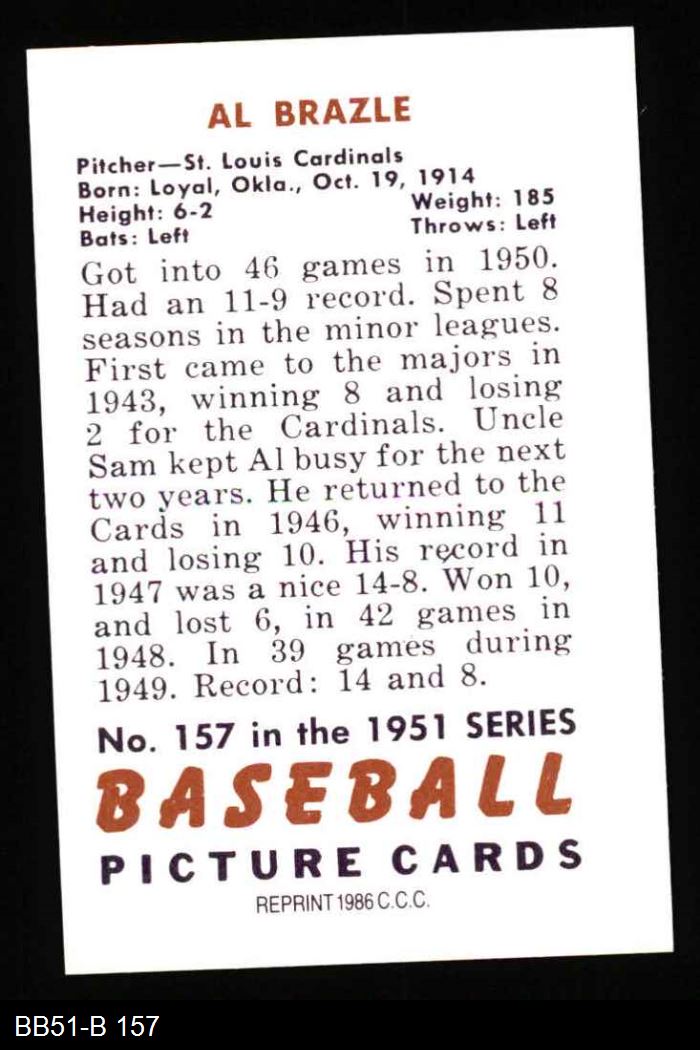 AL BRAZLE
Pitcher—St. Louis Cardinals
Born: Loyal, Okla., Oct. 19, 1914
Height: 6-2 Weight: 185
Bats: Left Throws: Left
Got into 46 games in 1950.
Had an 11-9 record. Spent 8
seasons in the minor leagues.
First came to the majors in
1943, winning 8 and losing
2 for the Cardinals. Uncle
Sam kept Al busy for the next
two years. He returned to the
Cards in 1946, winning 11
and losing 10. His record in
1947 was a nice 14-8. Won 10,
and lost 6, in 42 games in
1948. In 39 games during
1949. Record: 14 and 8.
No. 157 in the 1951 SERIES
BASEBALL
PICTURE CARDS
REPRINT 1986 C.C.C.
BB51-B 157